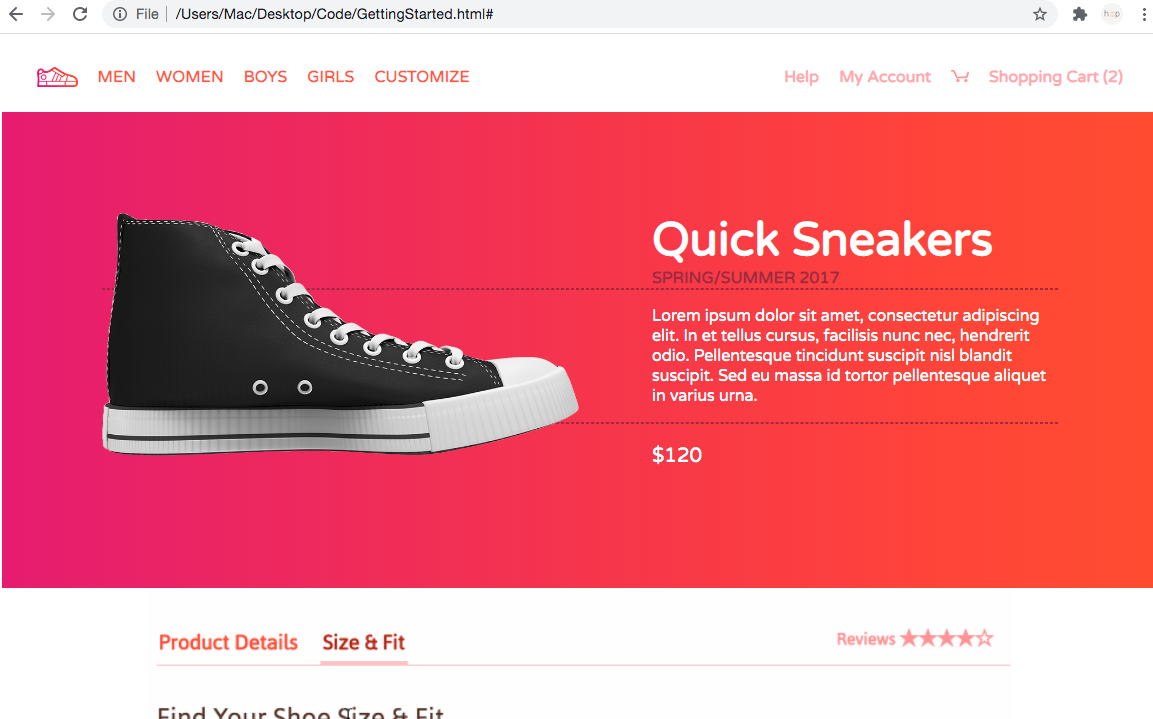 File | /Users/Mac/Desktop/Code/GettingStarted.html#
hop
MEN WOMEN BOYS GIRLS CUSTOMIZE Help My Account Shopping Cart (2)
Quick Sneakers
SPRING/SUMMER 2017
Lorem ipsum dolor sit amet, consectetur adipiscing
elit. In et tellus cursus, facilisis nunc nec, hendrerit
odio. Pellentesque tincidunt suscipit nisl blandit
suscipit. Sed eu massa id tortor pellentesque aliquet
in varius urna.
$120
Product Details Size & Fit Reviews ★★★★☆
Find Your Shoe Size & Fit